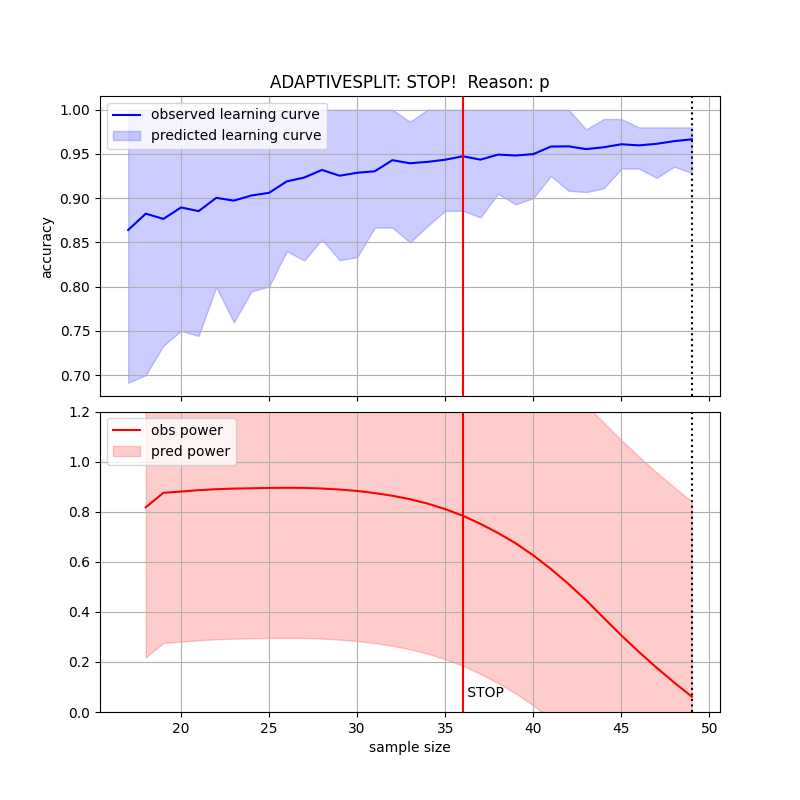 ADAPTIVESPLIT: STOP!  Reason: p
observed learning curve
predicted learning curve
accuracy
1.00
0.95
0.90
0.85
0.80
0.75
0.70
obs power
pred power
1.2
1.0
0.8
0.6
0.4
0.2
0.0
STOP
20 25 30 35 40 45 50
sample size